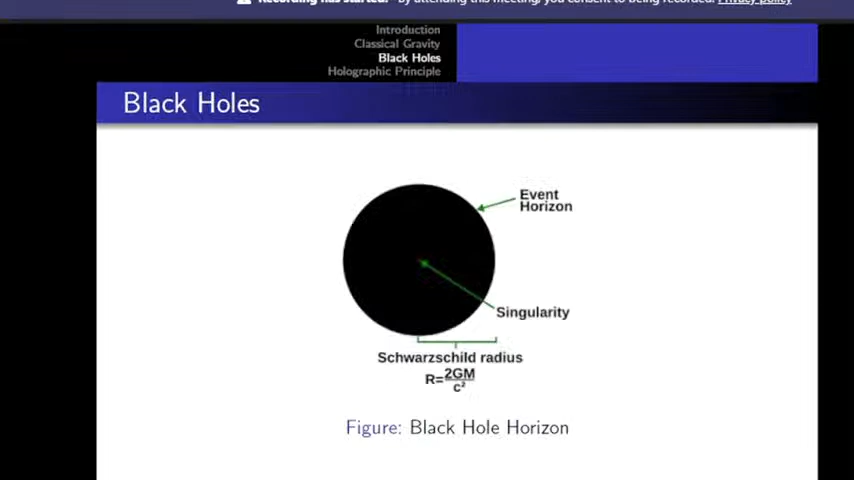 Recording has started. By attending this meeting, you consent to being recorded. Privacy policy
Introduction
Classical Gravity
Black Holes
Holographic Principle
Black Holes
Event
Horizon
Singularity
Schwarzschild radius
R=2GM/c²
Figure: Black Hole Horizon